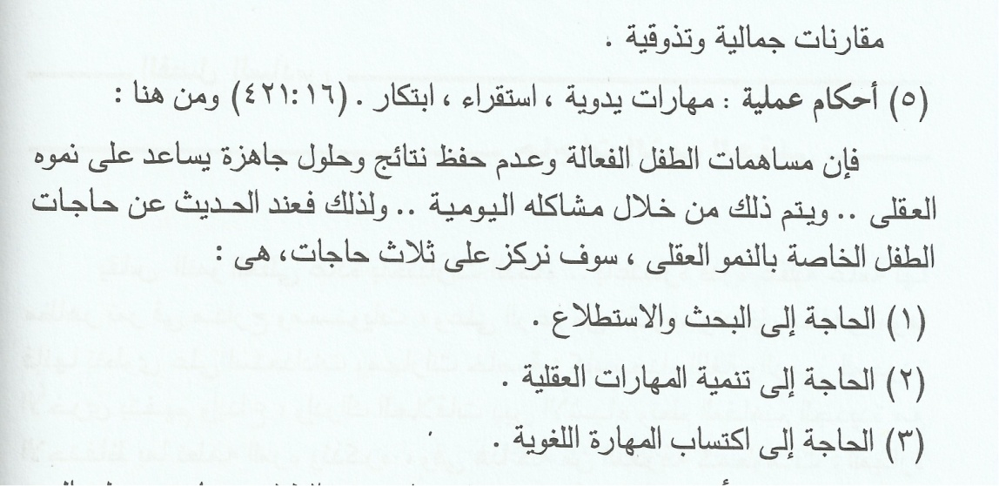 مقارنات جمالية وتذوقية .
(٥) أحكام عملية : مهارات يدوية ، استقراء ، ابتكار . (٤٢١:١٦) ومن هنا :
فإن مساهمات الطفل الفعالة وعدم حفظ نتائج وحلول جاهزة يساعد على نموه
العقلى .. ويتم ذلك من خلال مشاكله اليومية .. ولذلك فعند الحديث عن حاجات
الطفل الخاصة بالنمو العقلى ، سوف نركز على ثلاث حاجات، هى :
(١) الحاجة إلى البحث والاستطلاع .
(٢) الحاجة إلى تنمية المهارات العقلية .
(٣) الحاجة إلى اكتساب المهارة اللغوية .